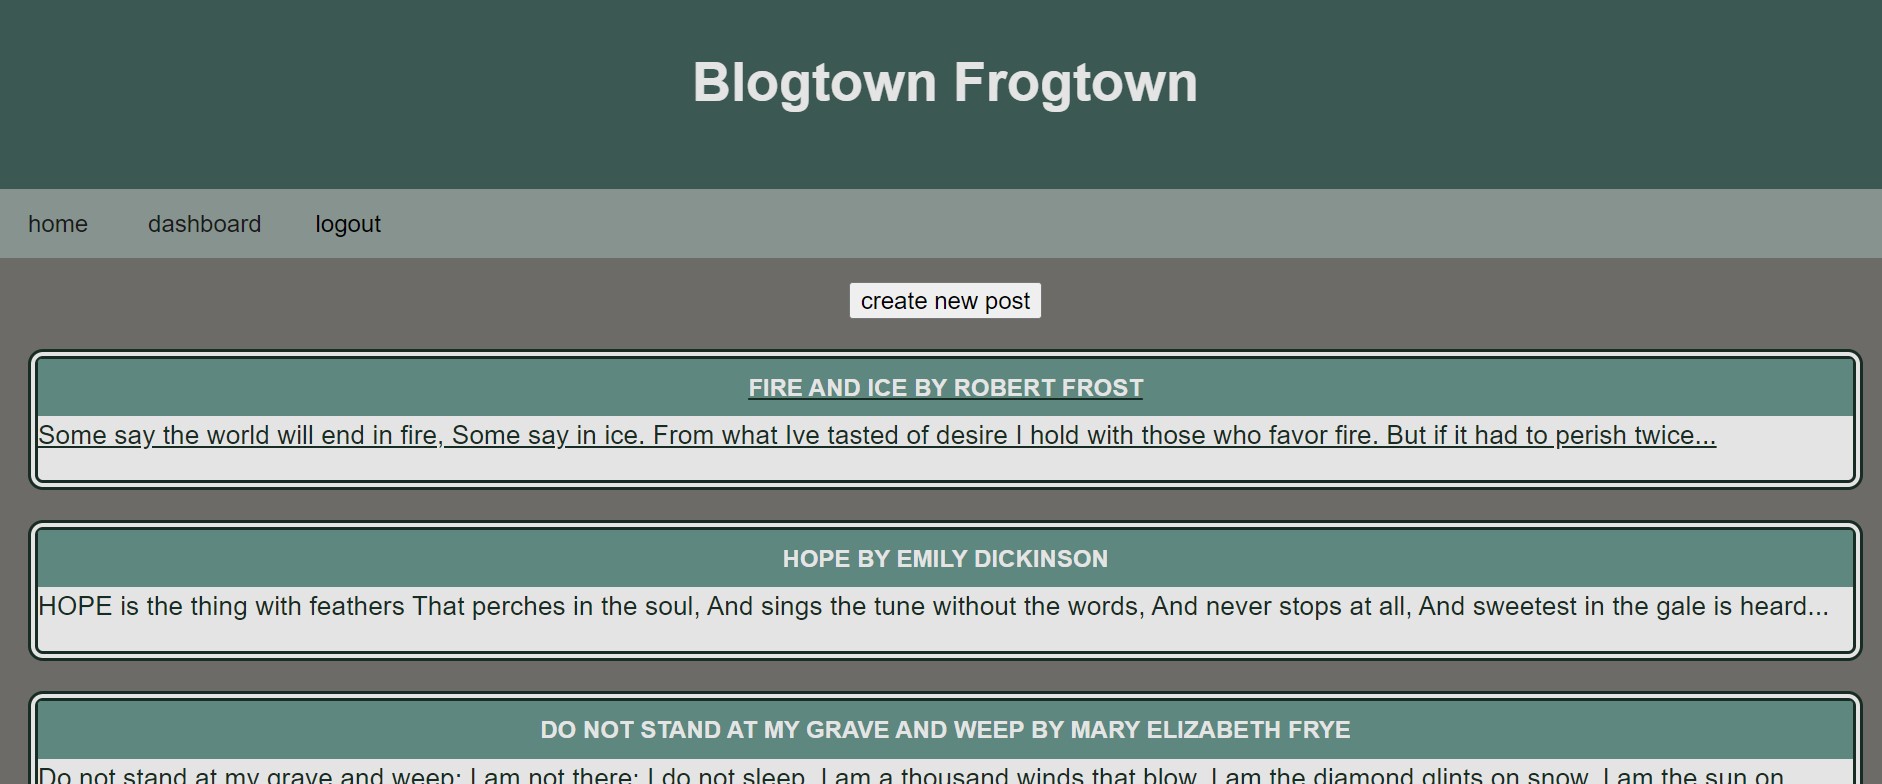 Blogtown Frogtown
home dashboard logout
create new post
FIRE AND ICE BY ROBERT FROST
Some say the world will end in fire, Some say in ice. From what Ive tasted of desire I hold with those who favor fire. But if it had to perish twice...
HOPE BY EMILY DICKINSON
HOPE is the thing with feathers That perches in the soul, And sings the tune without the words, And never stops at all, And sweetest in the gale is heard...
DO NOT STAND AT MY GRAVE AND WEEP BY MARY ELIZABETH FRYE
Do not stand at my grave and weep: I am not there; I do not sleep. I am a thousand winds that blow, I am the diamond glints on snow, I am the sun on